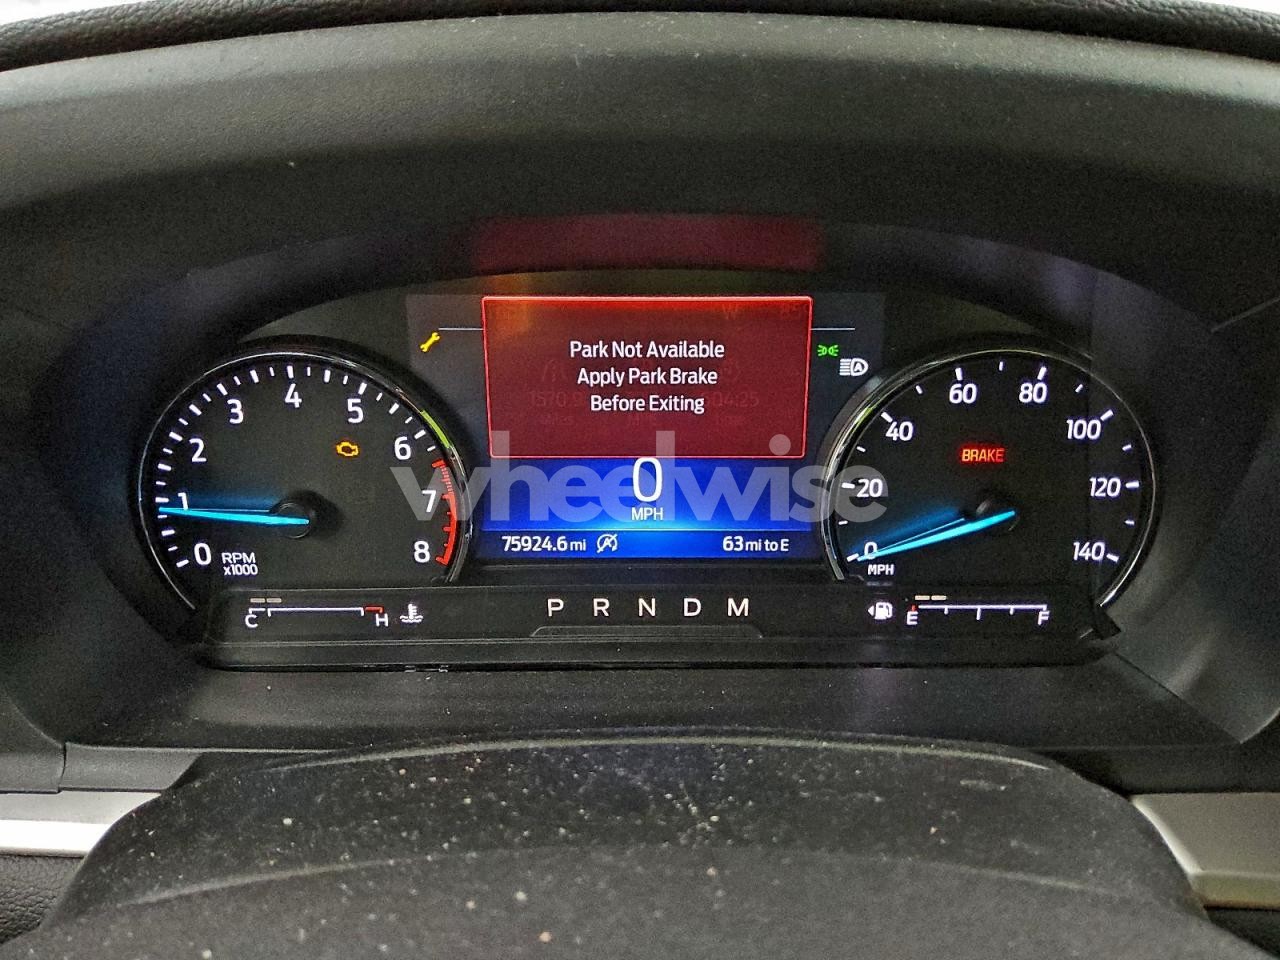 Park Not Available
Apply Park Brake
Before Exiting
wheelwise
0
MPH
75924.6 mi
63 mi to E
0 1 2 3 4 5 6 7 8
RPM
x1000
0 20 40 60 80 100 120 140
MPH
BRAKE
C H
P R N D M
E F